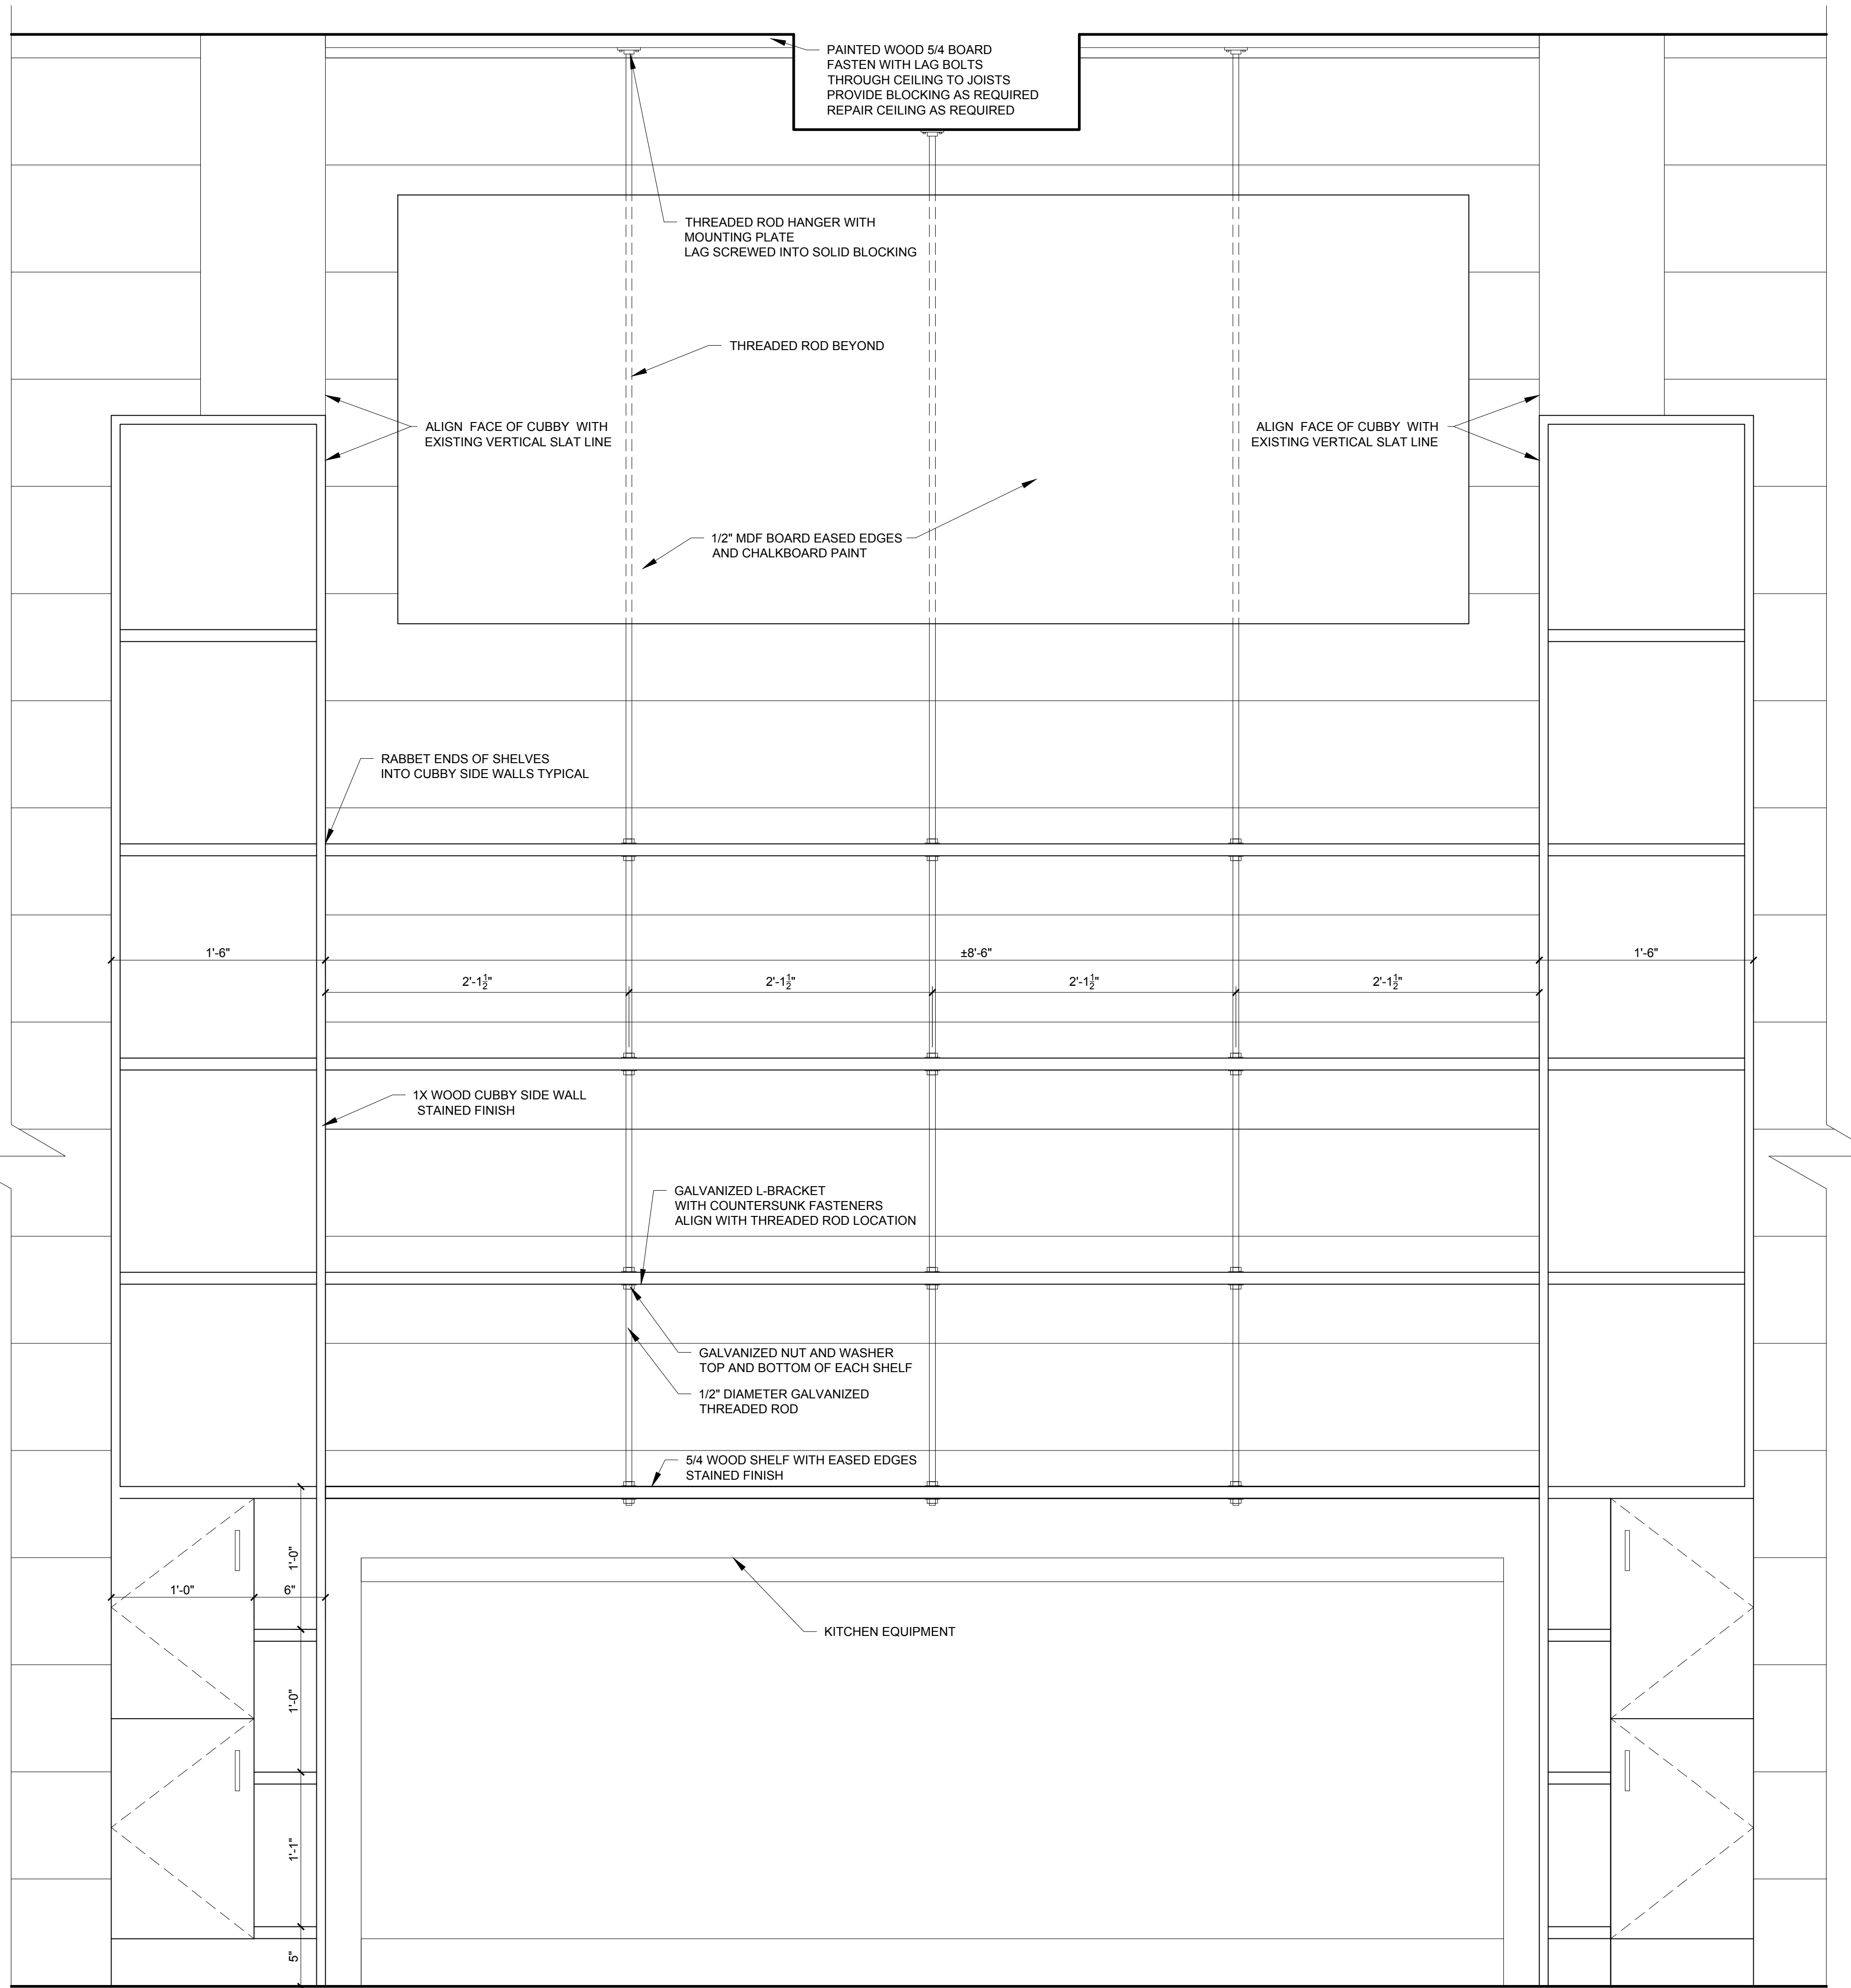 PAINTED WOOD 5/4 BOARD
FASTEN WITH LAG BOLTS
THROUGH CEILING TO JOISTS
PROVIDE BLOCKING AS REQUIRED
REPAIR CEILING AS REQUIRED
THREADED ROD HANGER WITH
MOUNTING PLATE
LAG SCREWED INTO SOLID BLOCKING
THREADED ROD BEYOND
ALIGN FACE OF CUBBY WITH
EXISTING VERTICAL SLAT LINE
ALIGN FACE OF CUBBY WITH
EXISTING VERTICAL SLAT LINE
1/2" MDF BOARD EASED EDGES
AND CHALKBOARD PAINT
RABBET ENDS OF SHELVES
INTO CUBBY SIDE WALLS TYPICAL
1'-6"
±8'-6"
1'-6"
2'-1½"
2'-1½"
2'-1½"
2'-1½"
1X WOOD CUBBY SIDE WALL
STAINED FINISH
GALVANIZED L-BRACKET
WITH COUNTERSUNK FASTENERS
ALIGN WITH THREADED ROD LOCATION
GALVANIZED NUT AND WASHER
TOP AND BOTTOM OF EACH SHELF
1/2" DIAMETER GALVANIZED
THREADED ROD
5/4 WOOD SHELF WITH EASED EDGES
STAINED FINISH
1'-0"
1'-0"
6"
KITCHEN EQUIPMENT
1'-0"
1'-1"
5"